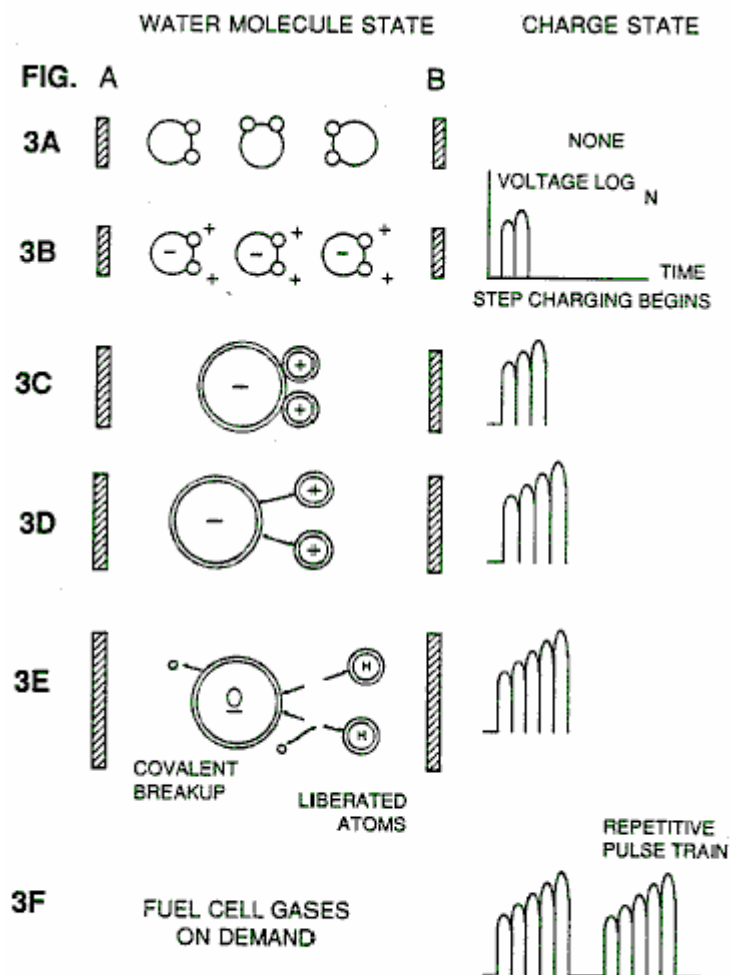 WATER MOLECULE STATE CHARGE STATE
FIG. A B
3A NONE
VOLTAGE LOG N
3B - + + - + + - + +
TIME
STEP CHARGING BEGINS
3C - + +
3D - + +
3E O H H
COVALENT
BREAKUP
LIBERATED
ATOMS
REPETITIVE
PULSE TRAIN
3F FUEL CELL GASES
ON DEMAND